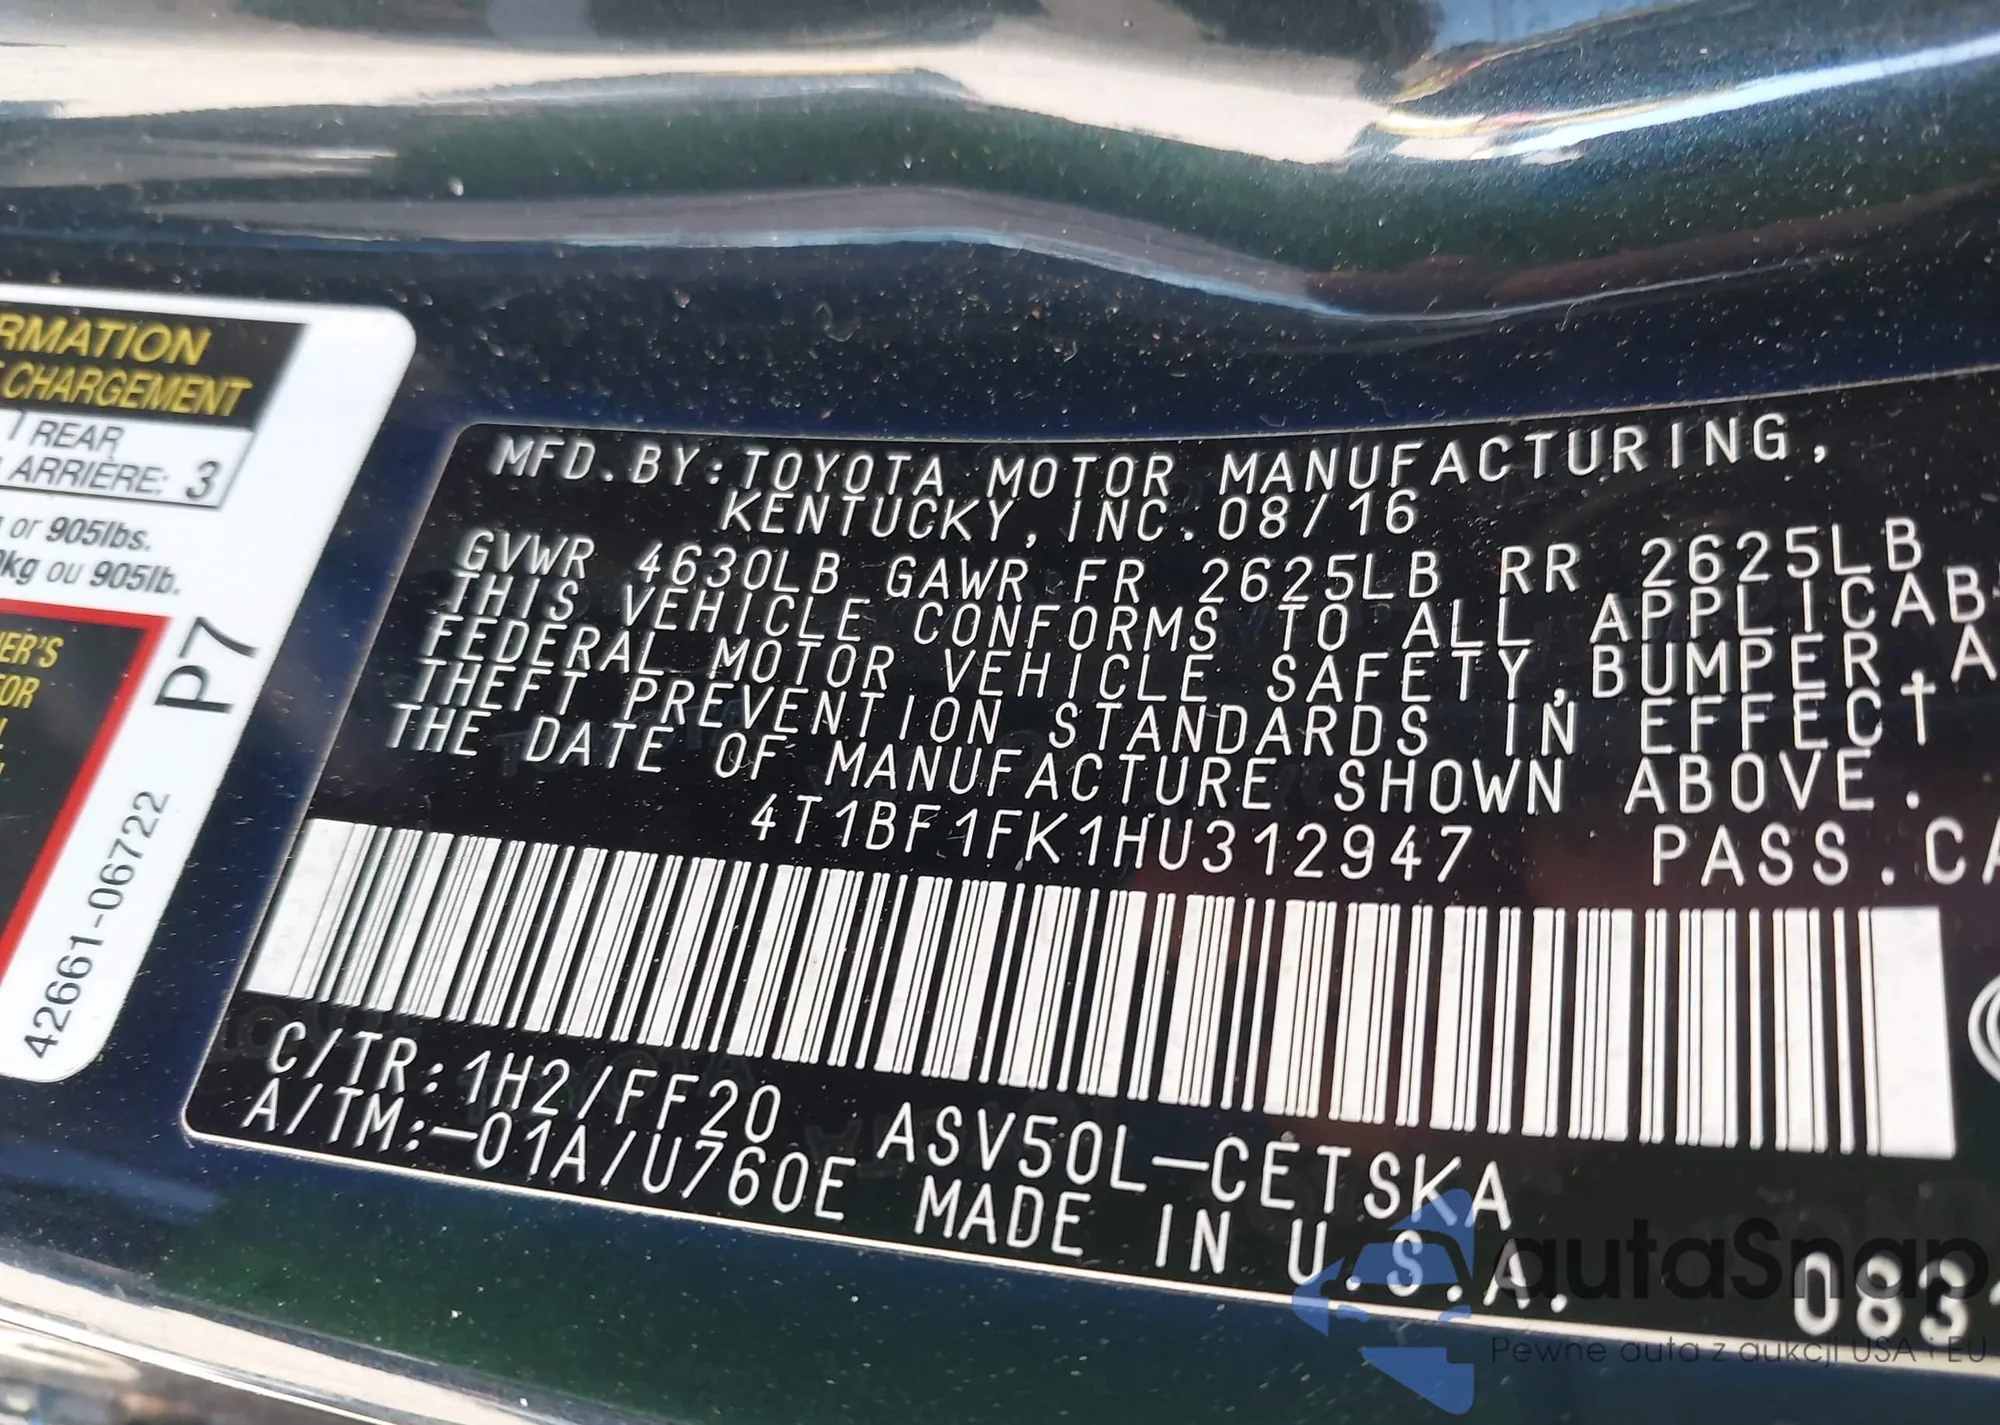 RMATION
CHARGEMENT
REAR
ARRIÈRE: 3
or 905lbs.
kg ou 905lb.
ER'S
OR
P7
42661-06722
MFD.BY:TOYOTA MOTOR MANUFACTURING,
KENTUCKY, INC. 08/16
GVWR 4630LB GAWR FR 2625LB RR 2625LB
THIS VEHICLE CONFORMS TO ALL APPLICAB
FEDERAL MOTOR VEHICLE SAFETY,BUMPER,A
THEFT PREVENTION STANDARDS IN EFFECT
THE DATE OF MANUFACTURE SHOWN ABOVE.
4T1BF1FK1HU312947 PASS.CA
C/TR:1H2/FF20 ASV50L-CETSKA
A/TM:-01A/U760E MADE IN U.S.A.
083
autaSnap
Pewne auta z aukcji USA i EU